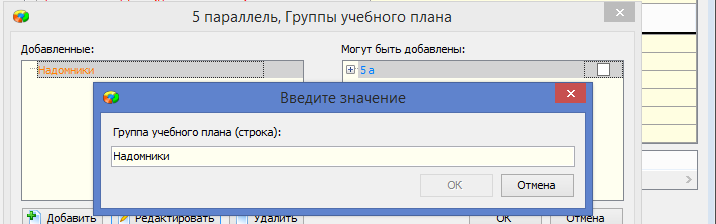 5 параллель, Группы учебного плана
Добавленные:
Могут быть добавлены:
Надомники
5 а
Введите значение
Группа учебного плана (строка):
Надомники
OK
Отмена
Добавить
Редактировать
Удалить
OK
Отмена